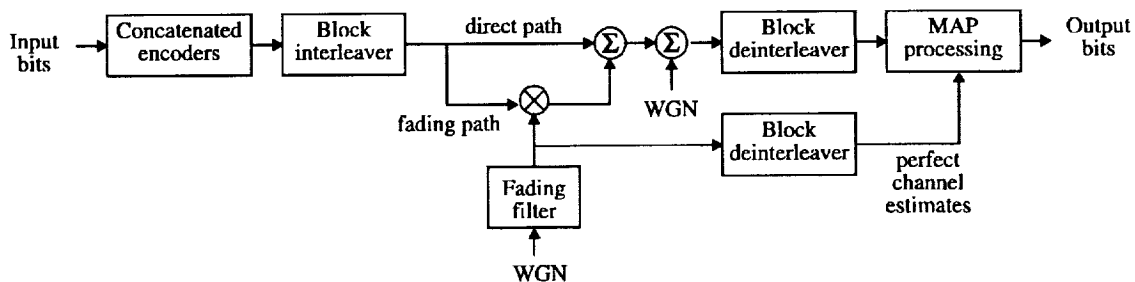 Input
bits
Concatenated
encoders
Block
interleaver
direct path
Σ
Σ
Block
deinterleaver
MAP
processing
Output
bits
WGN
fading path
Block
deinterleaver
perfect
channel
estimates
Fading
filter
WGN